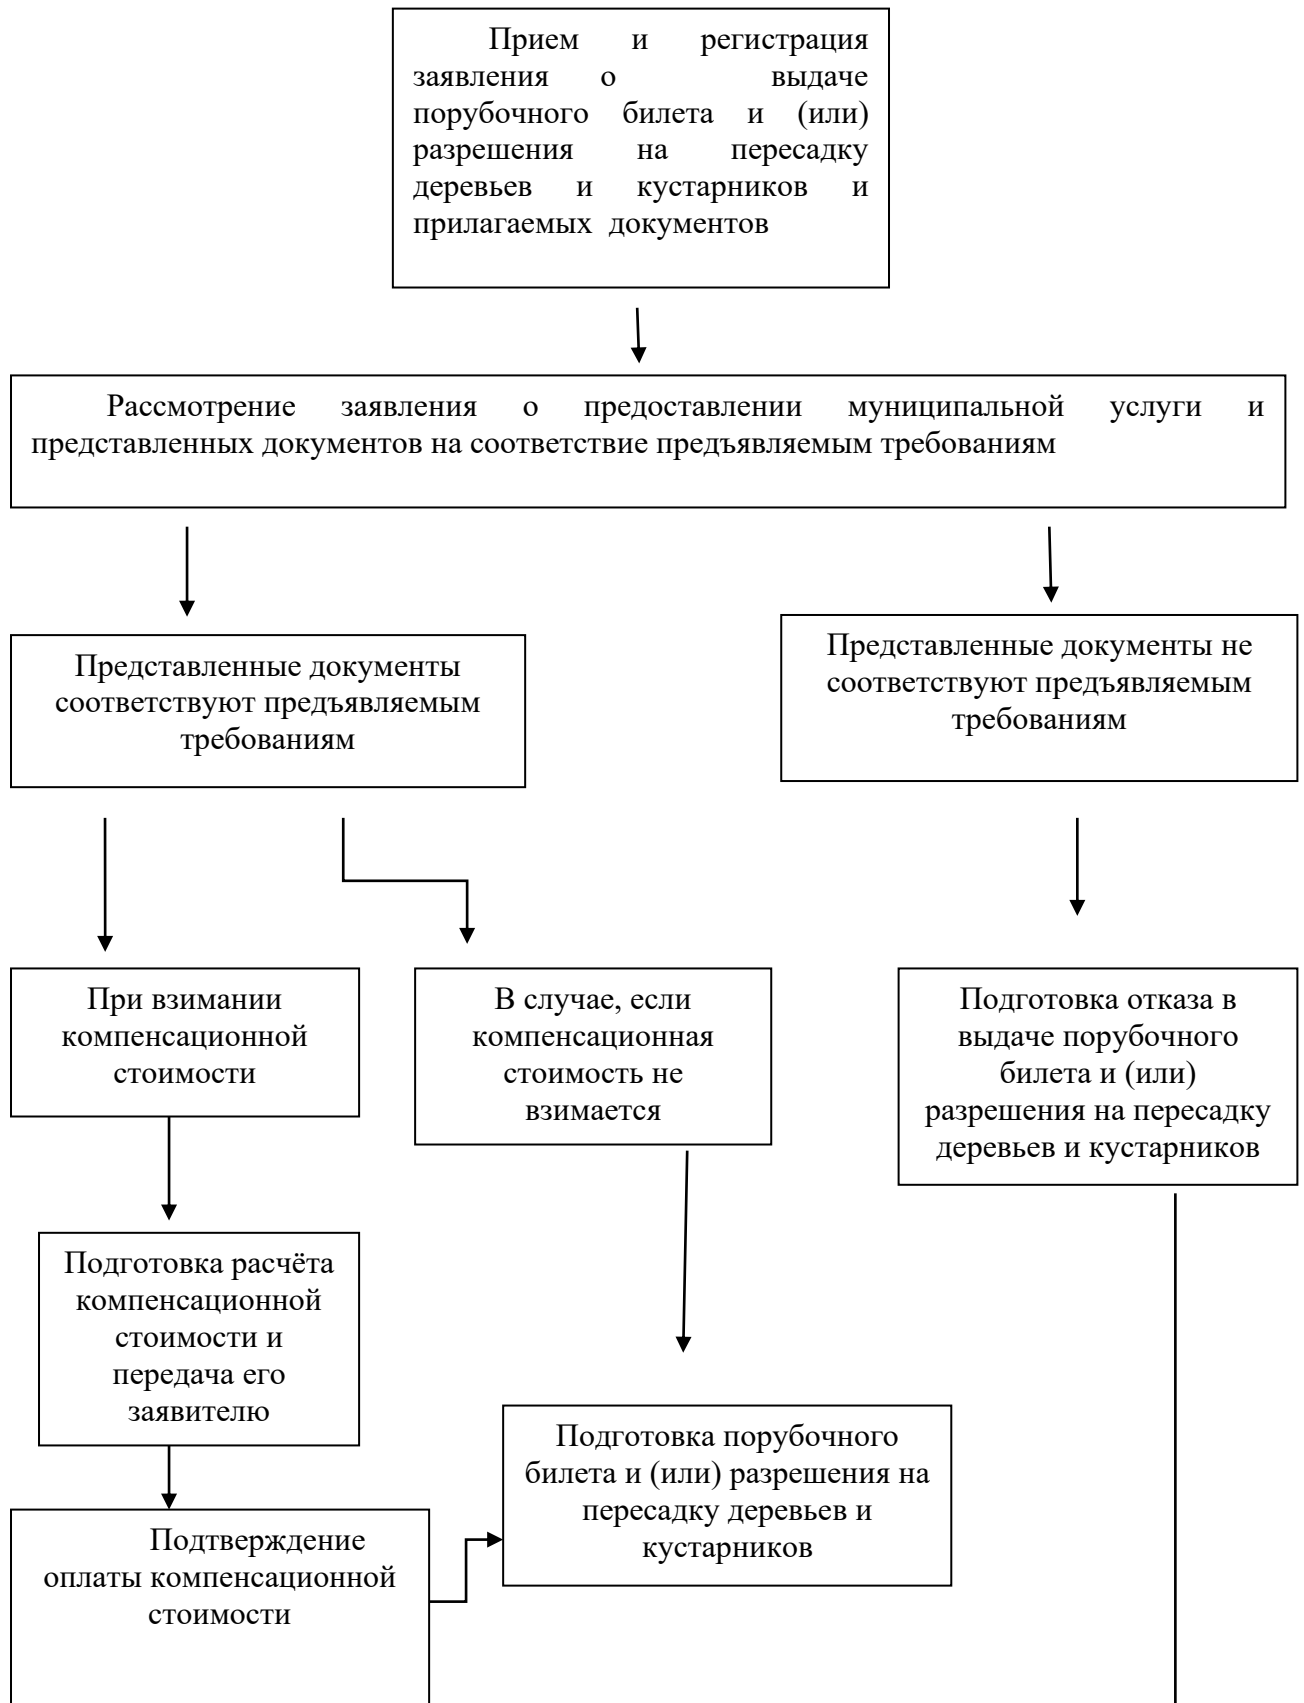 Прием и регистрация
заявления о выдаче
порубочного билета и (или)
разрешения на пересадку
деревьев и кустарников и
прилагаемых документов
Рассмотрение заявления о предоставлении муниципальной услуги и
представленных документов на соответствие предъявляемым требованиям
Представленные документы
соответствуют предъявляемым
требованиям
Представленные документы не
соответствуют предъявляемым
требованиям
При взимании
компенсационной
стоимости
В случае, если
компенсационная
стоимость не
взимается
Подготовка отказа в
выдаче порубочного
билета и (или)
разрешения на пересадку
деревьев и кустарников
Подготовка расчёта
компенсационной
стоимости и
передача его
заявителю
Подготовка порубочного
билета и (или) разрешения на
пересадку деревьев и
кустарников
Подтверждение
оплаты компенсационной
стоимости